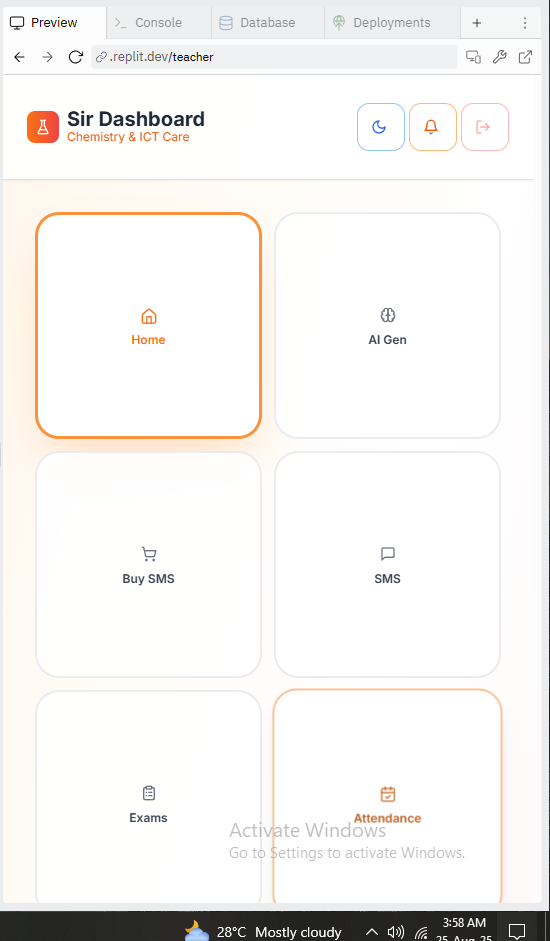 Preview
Console
Database
Deployments
.replit.dev/teacher
Sir Dashboard
Chemistry & ICT Care
Home
AI Gen
Buy SMS
SMS
Exams
Attendance
Activate Windows
Go to Settings to activate Windows.
28°C Mostly cloudy
3:58 AM
25-Aug-25